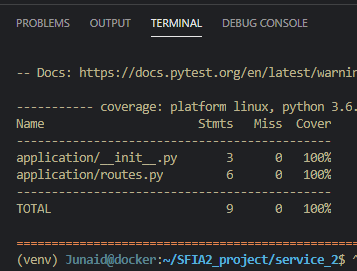 PROBLEMS OUTPUT TERMINAL DEBUG CONSOLE
-- Docs: https://docs.pytest.org/en/latest/warnin
----------- coverage: platform linux, python 3.6.
Name Stmts Miss Cover
-------------------------------------------
application/__init__.py 3 0 100%
application/routes.py 6 0 100%
-------------------------------------------
TOTAL 9 0 100%
=================================================
(venv) Junaid@docker:~/SFIA2_project/service_2$ ^